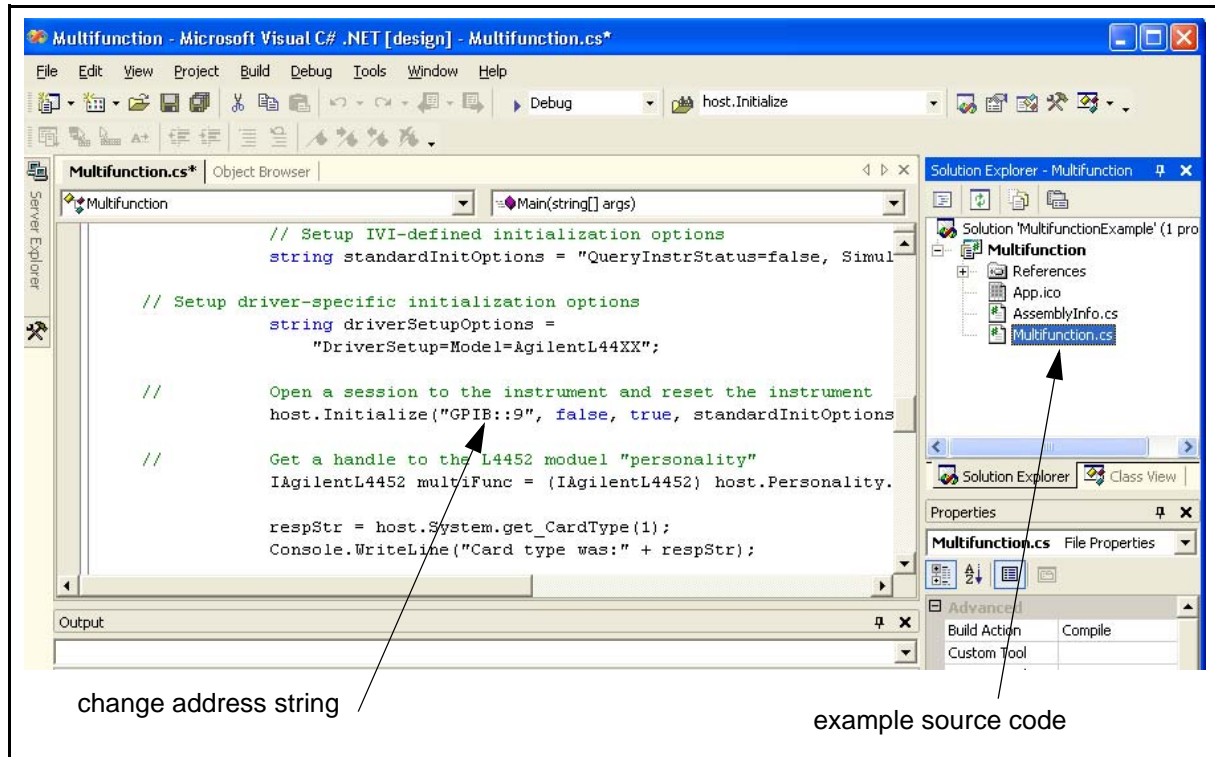 Multifunction - Microsoft Visual C# .NET [design] - Multifunction.cs*
File Edit View Project Build Debug Tools Window Help
Debug host.Initialize
Multifunction.cs* Object Browser
Server Explorer
Multifunction Main(string[] args)
// Setup IVI-defined initialization options
string standardInitOptions = "QueryInstrStatus=false, Simul
// Setup driver-specific initialization options
string driverSetupOptions =
"DriverSetup=Model=AgilentL44XX";
// Open a session to the instrument and reset the instrument
host.Initialize("GPIB::9", false, true, standardInitOptions
// Get a handle to the L4452 moduel "personality"
IAgilentL4452 multiFunc = (IAgilentL4452) host.Personality.
respStr = host.System.get_CardType(1);
Console.WriteLine("Card type was:" + respStr);
Output
Solution Explorer - Multifunction
Solution 'MultifunctionExample' (1 pro
Multifunction
References
App.ico
AssemblyInfo.cs
Multifunction.cs
Solution Explorer Class View
Properties
Multifunction.cs File Properties
Advanced
Build Action Compile
Custom Tool
change address string
example source code